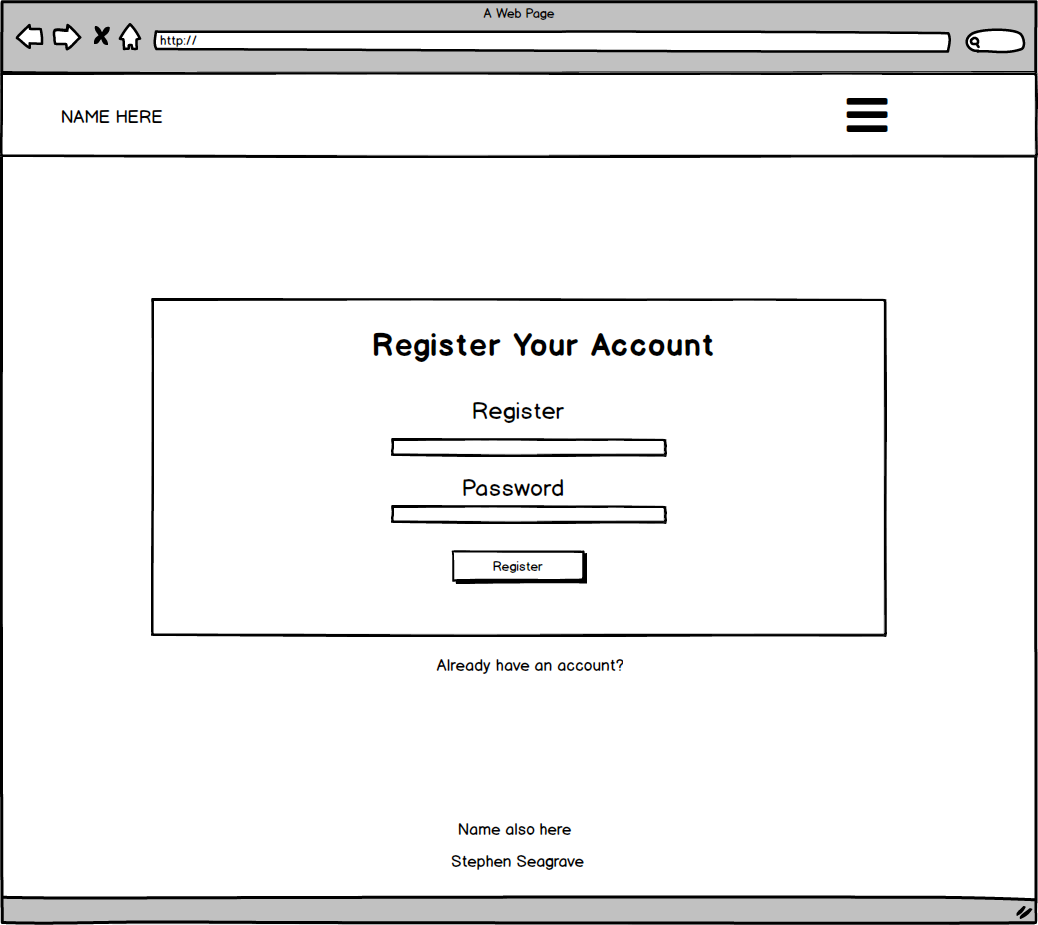 A Web Page
http://
NAME HERE
Register Your Account
Register
Password
Register
Already have an account?
Name also here
Stephen Seagrave